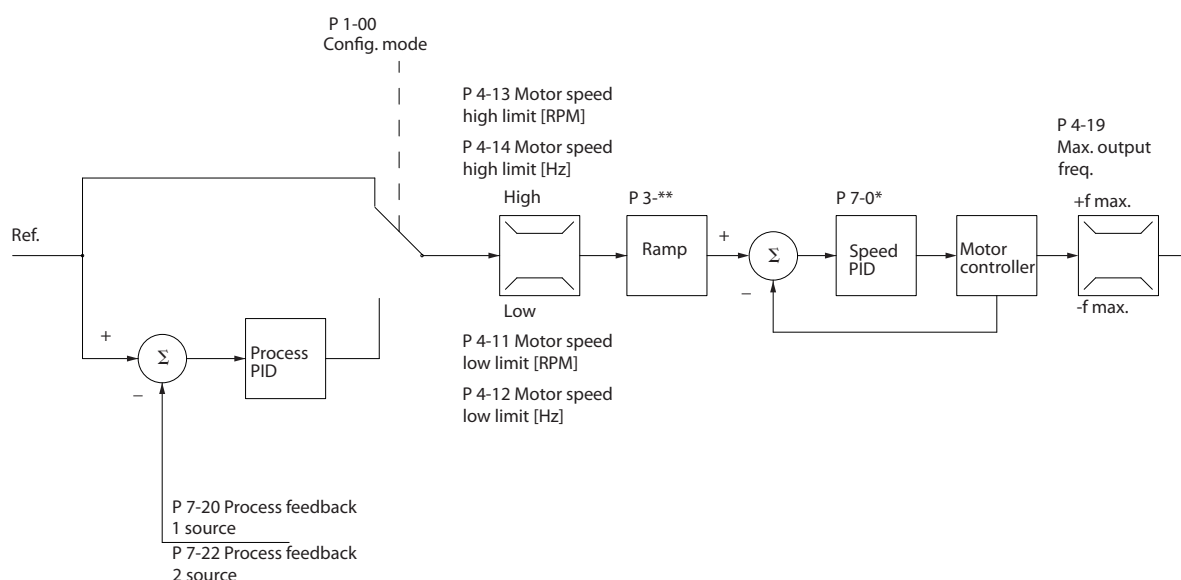 P 1-00
Config. mode
P 4-13 Motor speed
high limit [RPM]
P 4-14 Motor speed
high limit [Hz]
P 4-19
Max. output
freq.
High
P 3-**
P 7-0*
+f max.
Ref.
Ramp
+
Σ
–
Speed
PID
Motor
controller
Low
-f max.
+
Σ
–
Process
PID
P 4-11 Motor speed
low limit [RPM]
P 4-12 Motor speed
low limit [Hz]
P 7-20 Process feedback
1 source
P 7-22 Process feedback
2 source